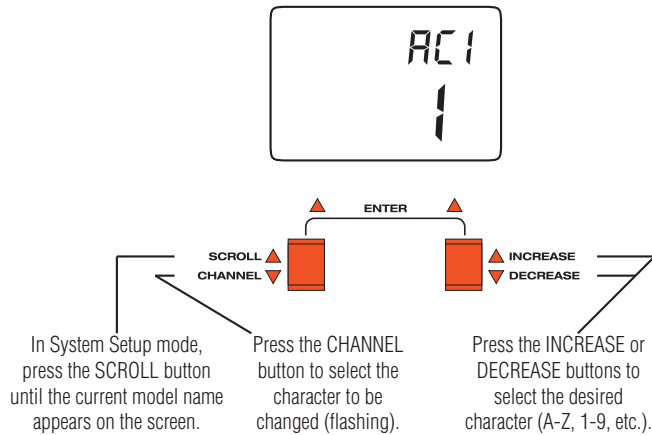 AC1
1
ENTER
SCROLL
CHANNEL
INCREASE
DECREASE
In System Setup mode,
press the SCROLL button
until the current model name
appears on the screen.
Press the CHANNEL
button to select the
character to be
changed (flashing).
Press the INCREASE or
DECREASE buttons to
select the desired
character (A-Z, 1-9, etc.).